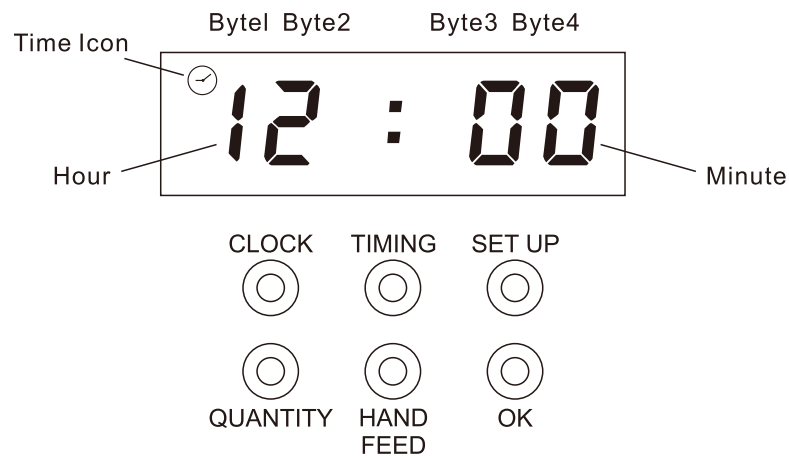 Bytel Byte2 Byte3 Byte4
Time Icon
12 : 00
Hour
Minute
CLOCK TIMING SET UP
QUANTITY HAND FEED OK